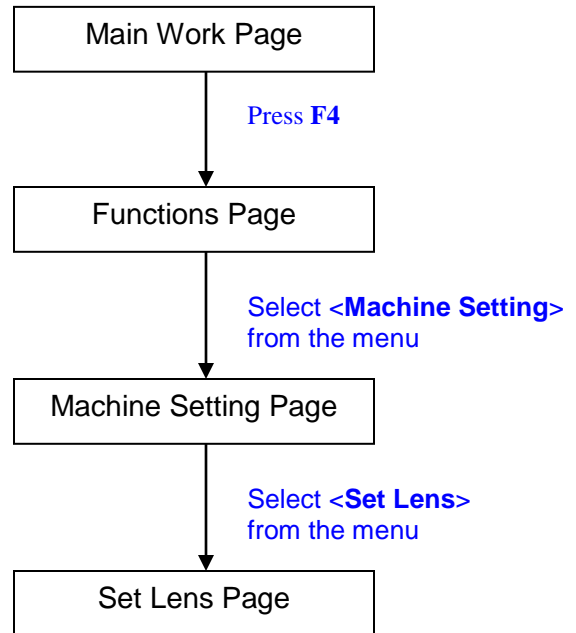 Main Work Page
Press F4
Functions Page
Select <Machine Setting>
from the menu
Machine Setting Page
Select <Set Lens>
from the menu
Set Lens Page